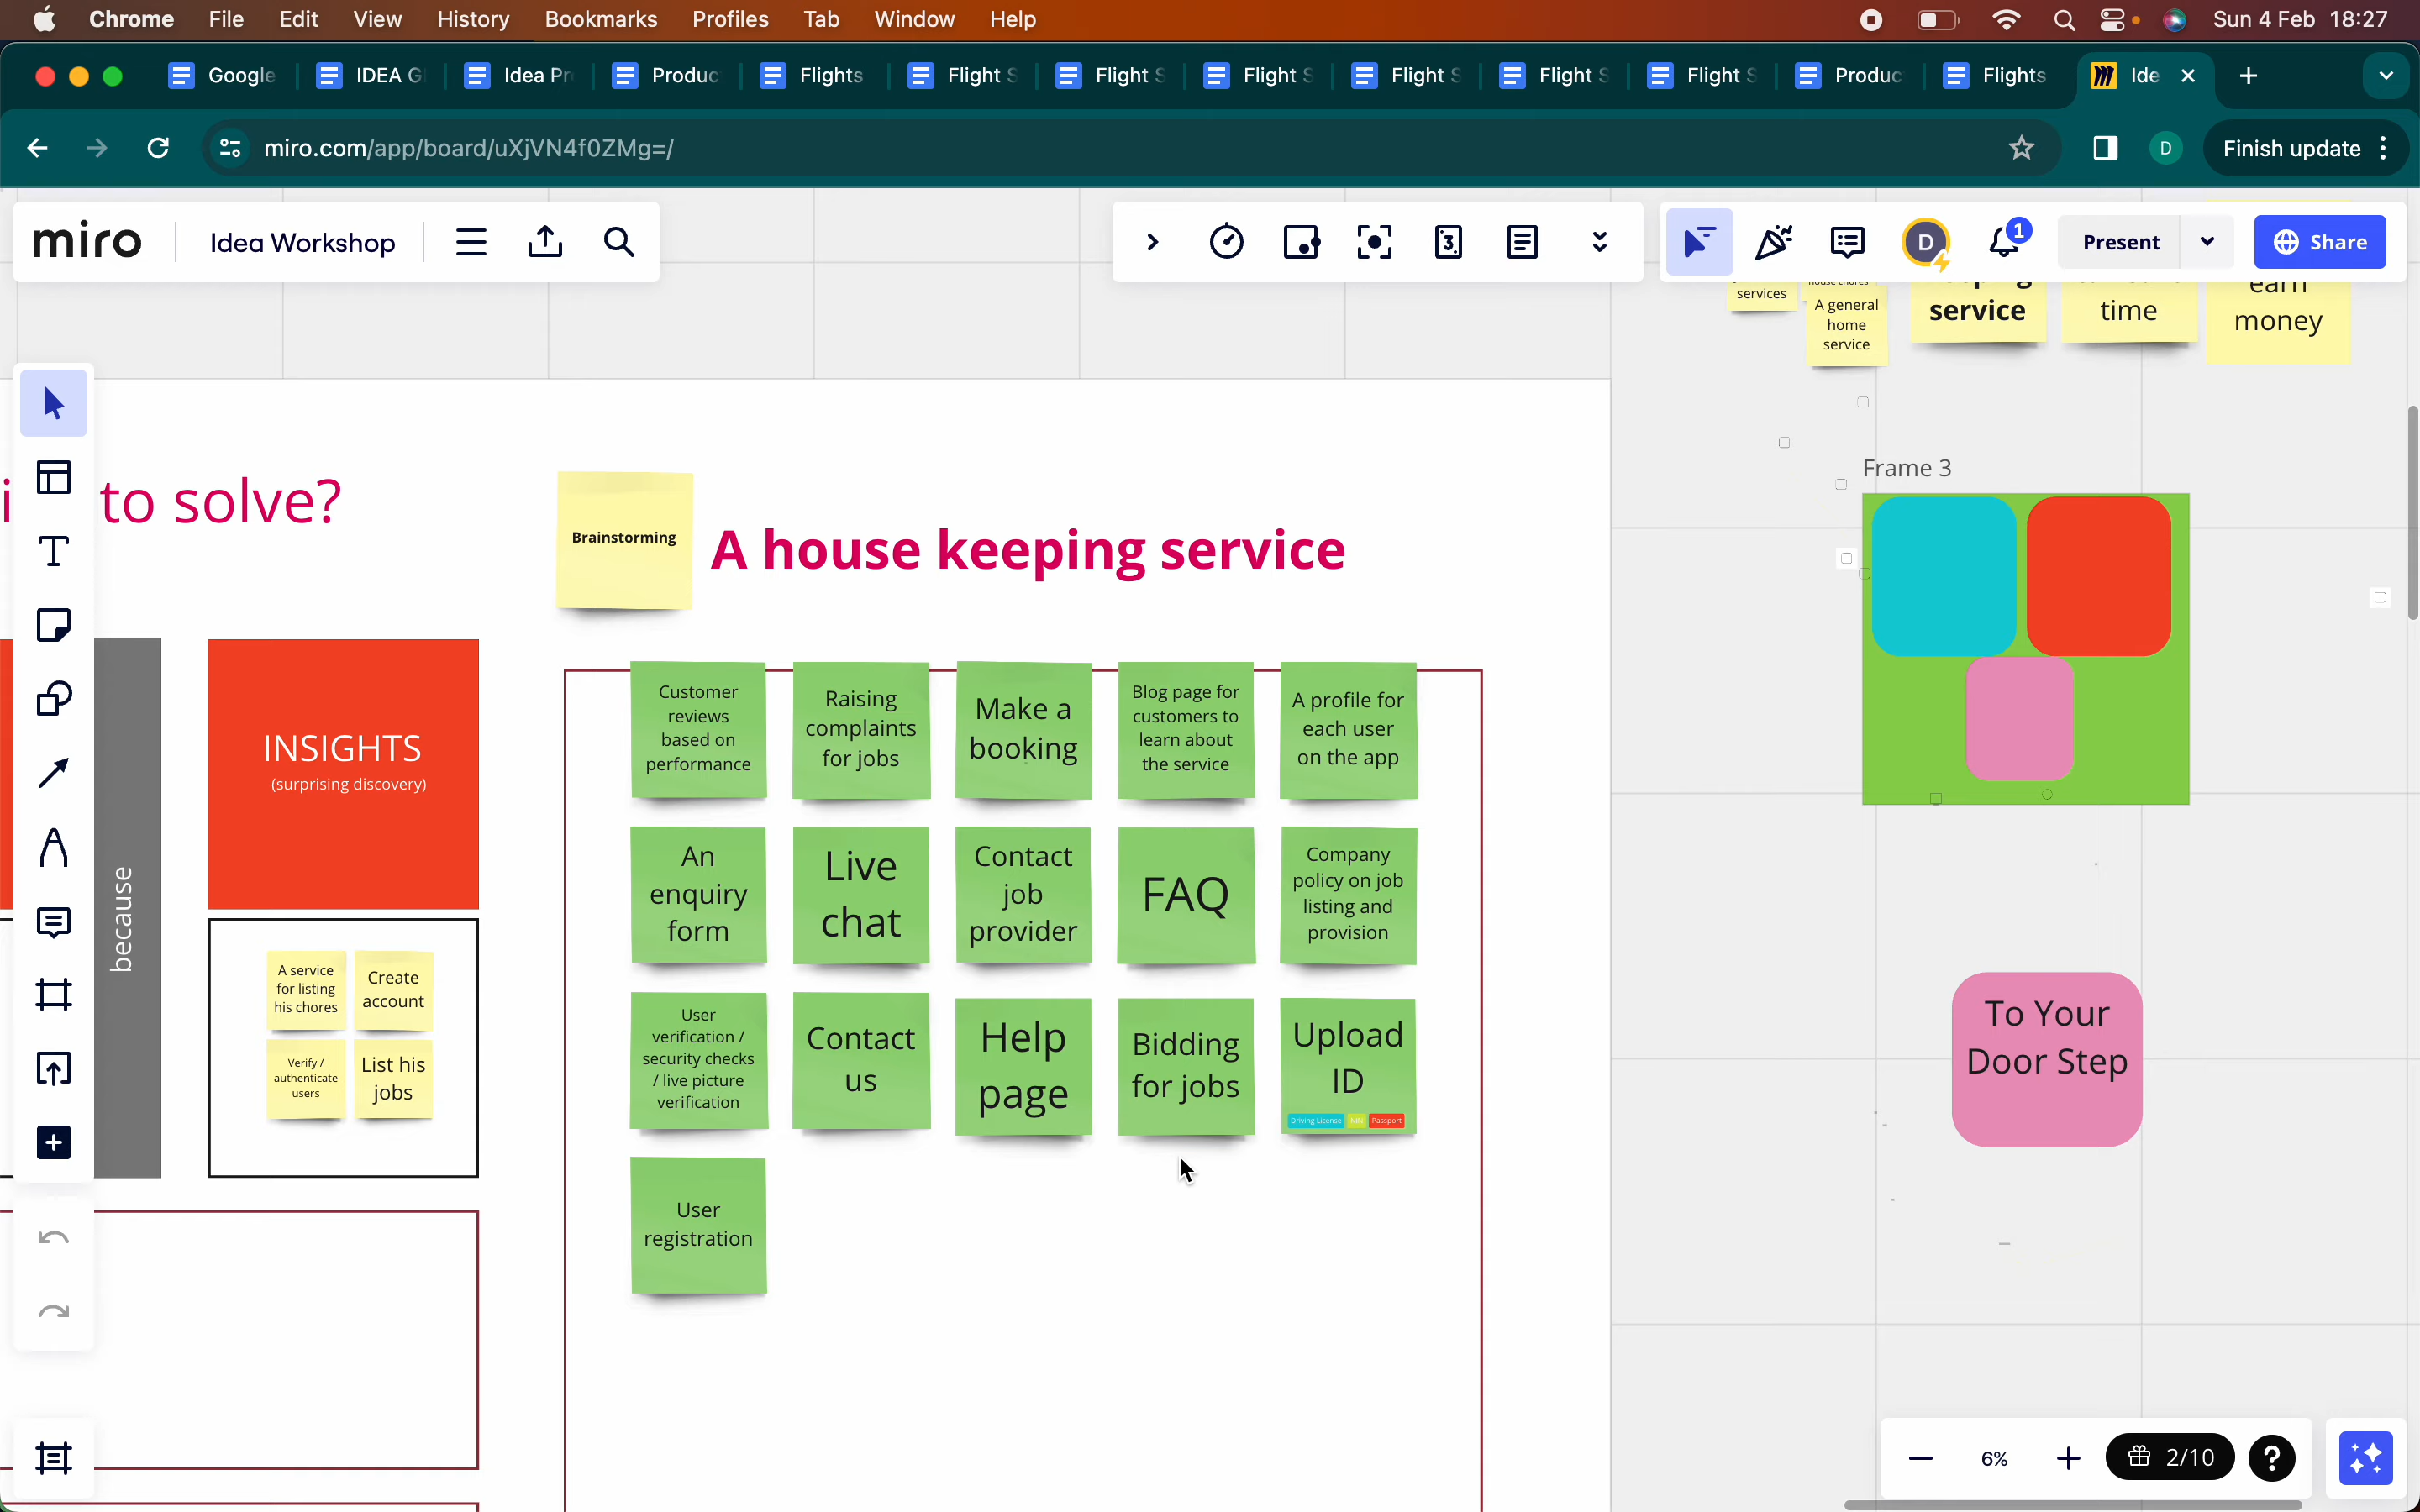 Chrome File Edit View History Bookmarks Profiles Tab Window Help Sun 4 Feb 18:27
Google IDEA Idea Produc Flights Flight Flight Flight Flight Flight Flight Produc Flights Ide
miro.com/app/board/uXjVN4f0ZMg=/ D Finish update
miro Idea Workshop 3 D 1 Present Share
services
A general
home
service
service
time
earn
money
to solve?
Brainstorming
A house keeping service
Frame 3
because
INSIGHTS
(surprising discovery)
A service
for listing
his chores
Create
account
Verify /
authenticate
users
List his
jobs
Customer
reviews
based on
performance
Raising
complaints
for jobs
Make a
booking
Blog page for
customers to
learn about
the service
A profile for
each user
on the app
An
enquiry
form
Live
chat
Contact
job
provider
FAQ
Company
policy on job
listing and
provision
User
verification /
security checks
/ live picture
verification
Contact
us
Help
page
Bidding
for jobs
Upload
ID
Driving License NIN Passport
User
registration
To Your
Door Step
6% 2/10 ?